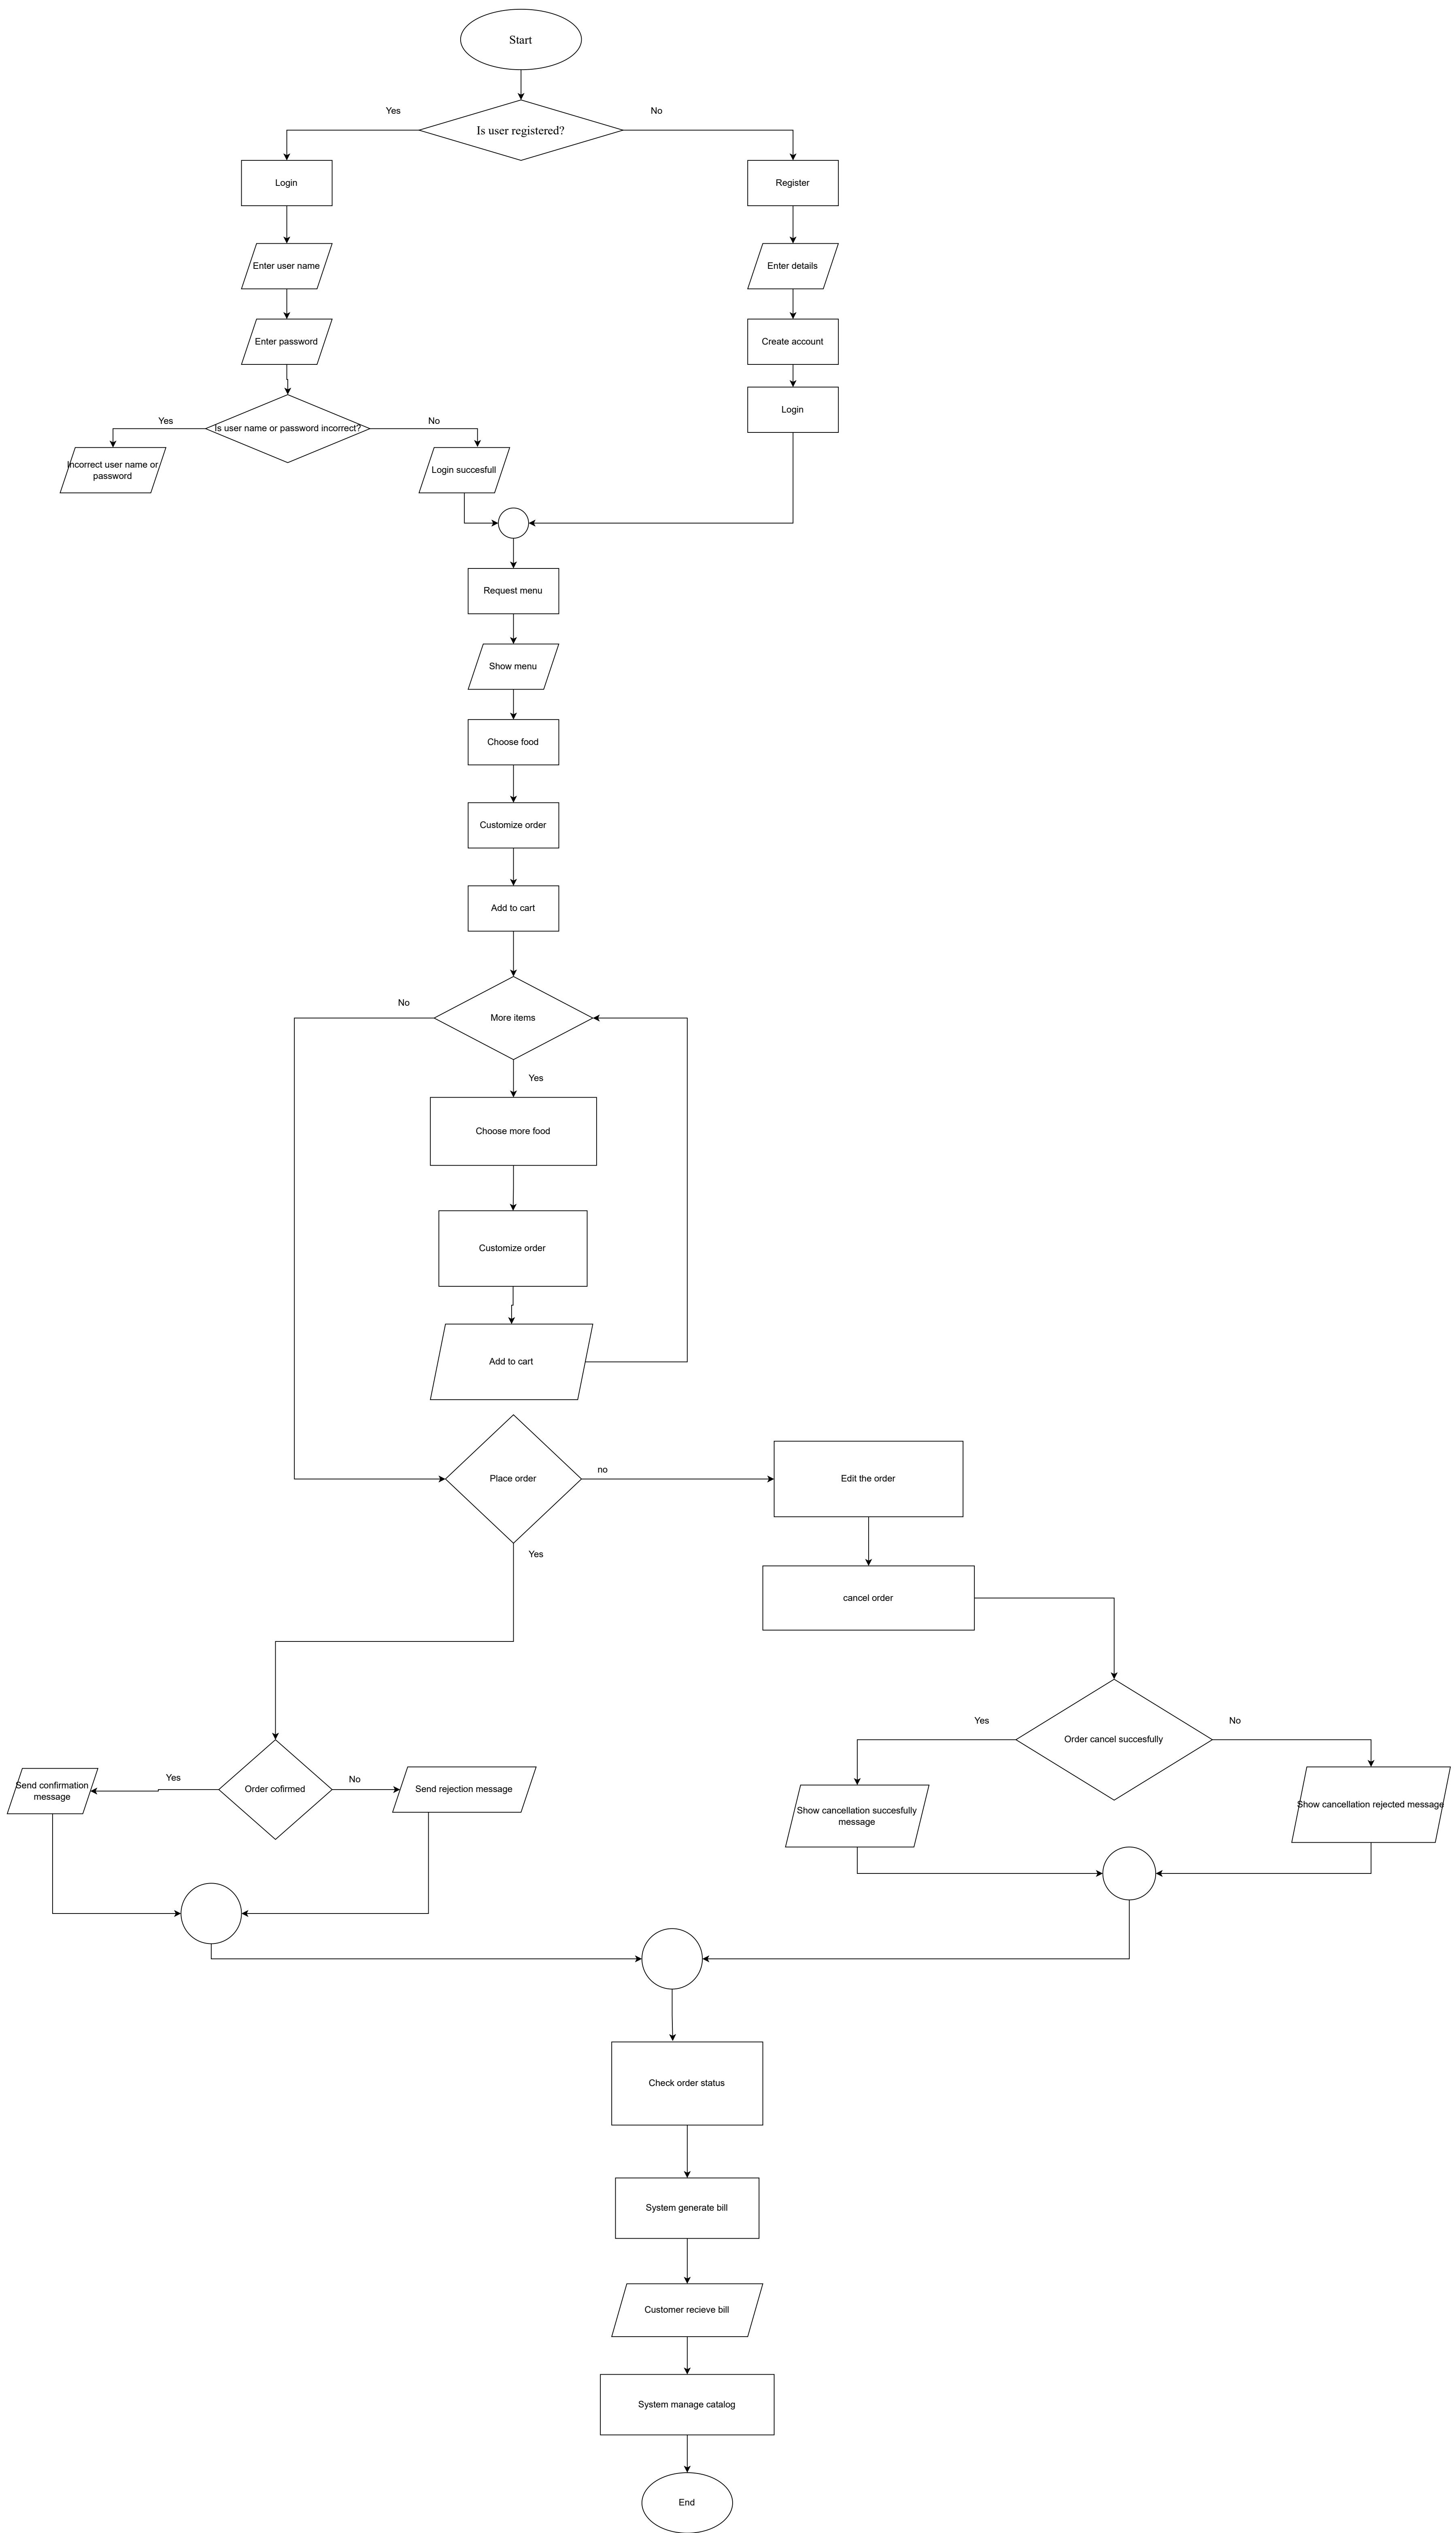 Start
Yes
No
Is user registered?
Login
Register
Enter user name
Enter details
Enter password
Create account
Login
Yes
No
Is user name or password incorrect?
Incorrect user name or
password
Login succesfull
Request menu
Show menu
Choose food
Customize order
Add to cart
No
More items
Yes
Choose more food
Customize order
Add to cart
Place order
no
Edit the order
Yes
cancel order
Yes
No
Order cancel succesfully
Yes
No
Send confirmation
message
Order cofirmed
Send rejection message
Show cancellation succesfully
message
Show cancellation rejected message
Check order status
System generate bill
Customer recieve bill
System manage catalog
End